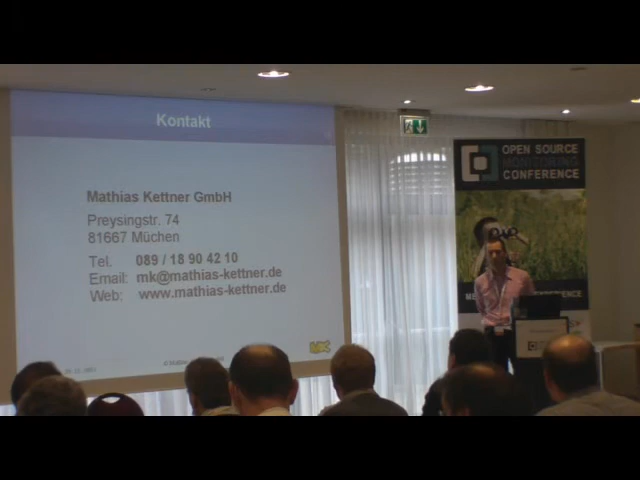 Kontakt
Mathias Kettner GmbH
Preysingstr. 74
81667 Müchen
Tel. 089 / 18 90 42 10
Email: mk@mathias-kettner.de
Web: www.mathias-kettner.de
OPEN SOURCE
MONITORING
CONFERENCE